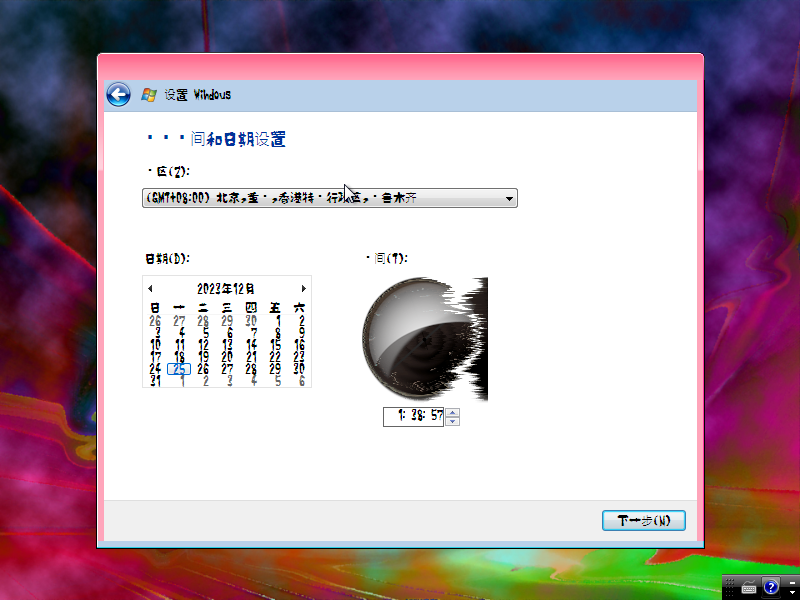 设置 Windows
间和日期设置
区(Z):
(GMT+08:00) 北京,重 ,香港特 行政区, 鲁木齐
日期(D):
间(T):
2023年12月
日 一 二 三 四 五 六
26 27 28 29 30 1 2
3 4 5 6 7 8 9
10 11 12 13 14 15 16
17 18 19 20 21 22 23
24 25 26 27 28 29 30
31 1 2 3 4 5 6
1: 38: 57
下一步(N)